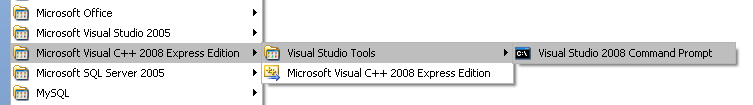 Microsoft Office
Microsoft Visual Studio 2005
Microsoft Visual C++ 2008 Express Edition
Visual Studio Tools
Visual Studio 2008 Command Prompt
Microsoft SQL Server 2005
Microsoft Visual C++ 2008 Express Edition
MySQL